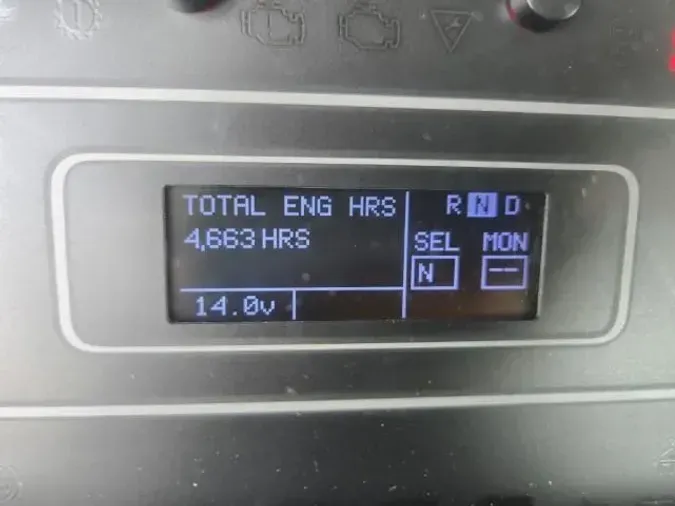 TOTAL ENG HRS
4,663 HRS
14.0v
R N D
SEL MON
N --